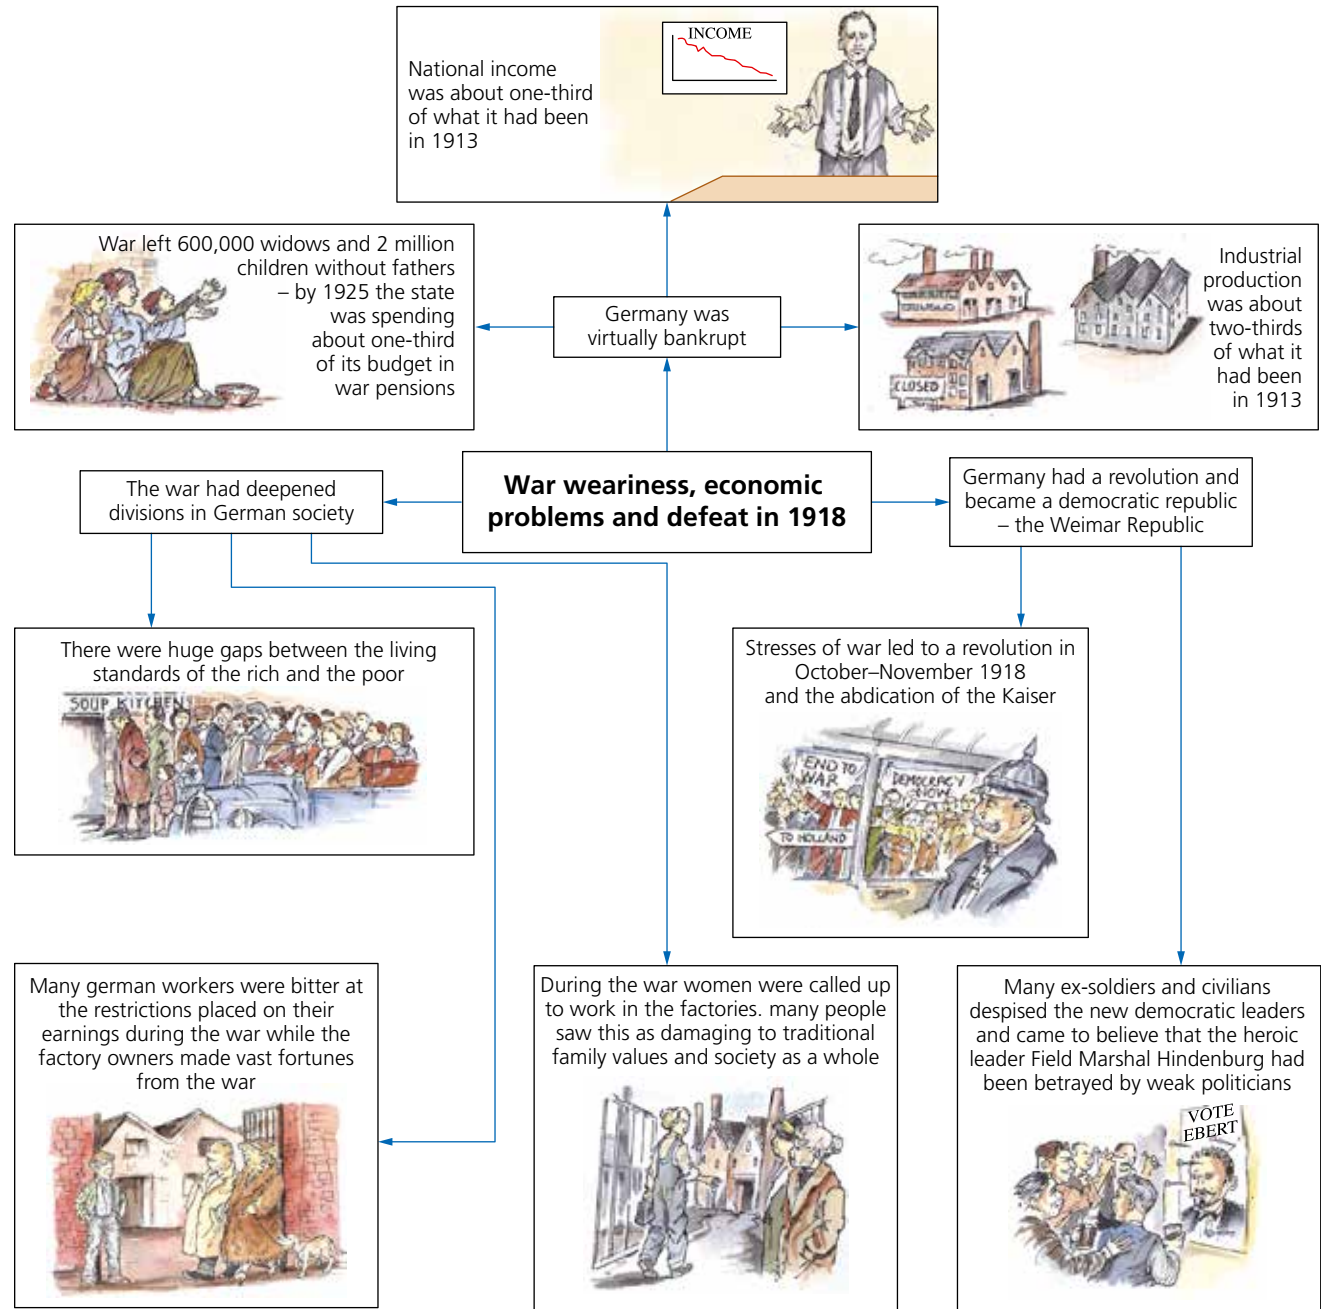 INCOME
National income
was about one-third
of what it had been
in 1913
War left 600,000 widows and 2 million
children without fathers
– by 1925 the state
was spending
about one-third
of its budget in
war pensions
Germany was
virtually bankrupt
Industrial
production
was about
two-thirds
of what it
had been
in 1913
CLOSED
The war had deepened
divisions in German society
War weariness, economic
problems and defeat in 1918
Germany had a revolution and
became a democratic republic
– the Weimar Republic
There were huge gaps between the living
standards of the rich and the poor
SOUP KITCHEN
Stresses of war led to a revolution in
October–November 1918
and the abdication of the Kaiser
END TO
WAR
DEMOCRACY
NOW
TO HOLLAND
Many german workers were bitter at
the restrictions placed on their
earnings during the war while the
factory owners made vast fortunes
from the war
During the war women were called up
to work in the factories. many people
saw this as damaging to traditional
family values and society as a whole
Many ex-soldiers and civilians
despised the new democratic leaders
and came to believe that the heroic
leader Field Marshal Hindenburg had
been betrayed by weak politicians
VOTE
EBERT